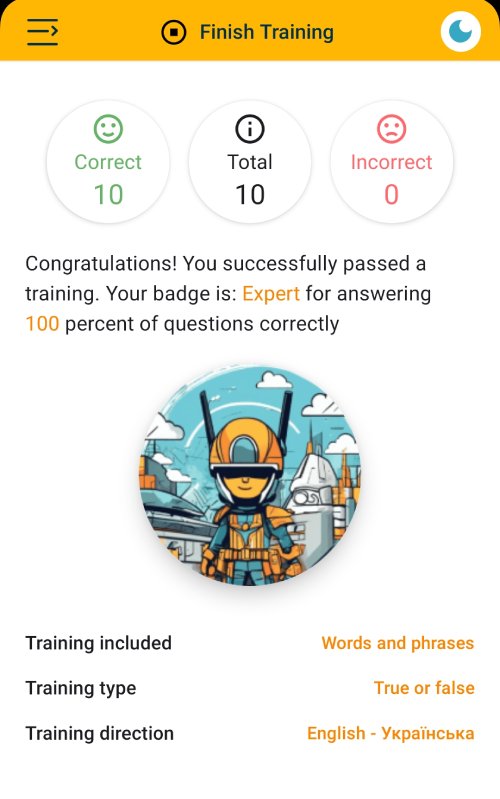 Finish Training
Correct
10
Total
10
Incorrect
0
Congratulations! You successfully passed a
training. Your badge is: Expert for answering
100 percent of questions correctly
Training included
Words and phrases
Training type
True or false
Training direction
English - Українська